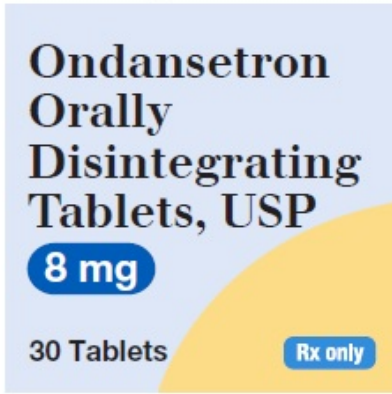 Ondansetron
Orally
Disintegrating
Tablets, USP
8 mg
30 Tablets
Rx only